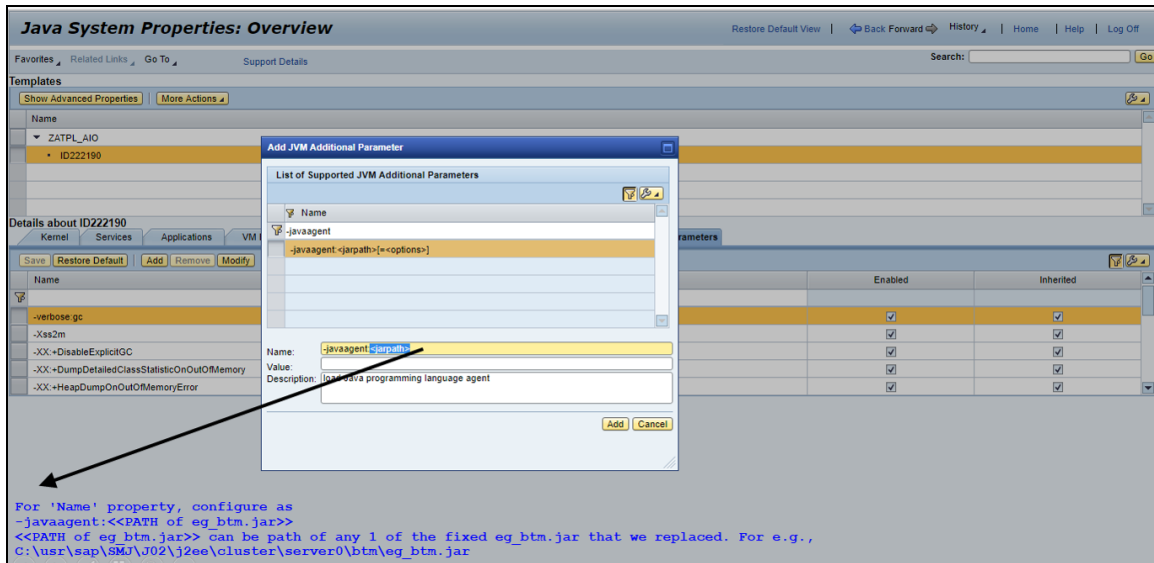 Java System Properties: Overview
Restore Default View | Back Forward History | Home | Help | Log Off
Favorites Related Links Go To Support Details Search: Go
Templates
Show Advanced Properties More Actions
Name
ZATPL_AIO
ID222190
Add JVM Additional Parameter
List of Supported JVM Additional Parameters
Name
-javaagent
-javaagent:<jarpath>[=<options>]
Name: -javaagent:<jarpath>
Value:
Description: load Java programming language agent
Add Cancel
Details about ID222190
Kernel Services Applications VM
Save Restore Default Add Remove Modify
Name Enabled Inherited
-verbose:gc
-Xss2m
-XX:+DisableExplicitGC
-XX:+DumpDetailedClassStatisticOnOutOfMemory
-XX:+HeapDumpOnOutOfMemoryError
For 'Name' property, configure as
-javaagent:<<PATH of eg_btm.jar>>
<<PATH of eg_btm.jar>> can be path of any 1 of the fixed eg_btm.jar that we replaced. For e.g.,
C:\usr\sap\SMJ\J02\j2ee\cluster\server0\btm\eg_btm.jar